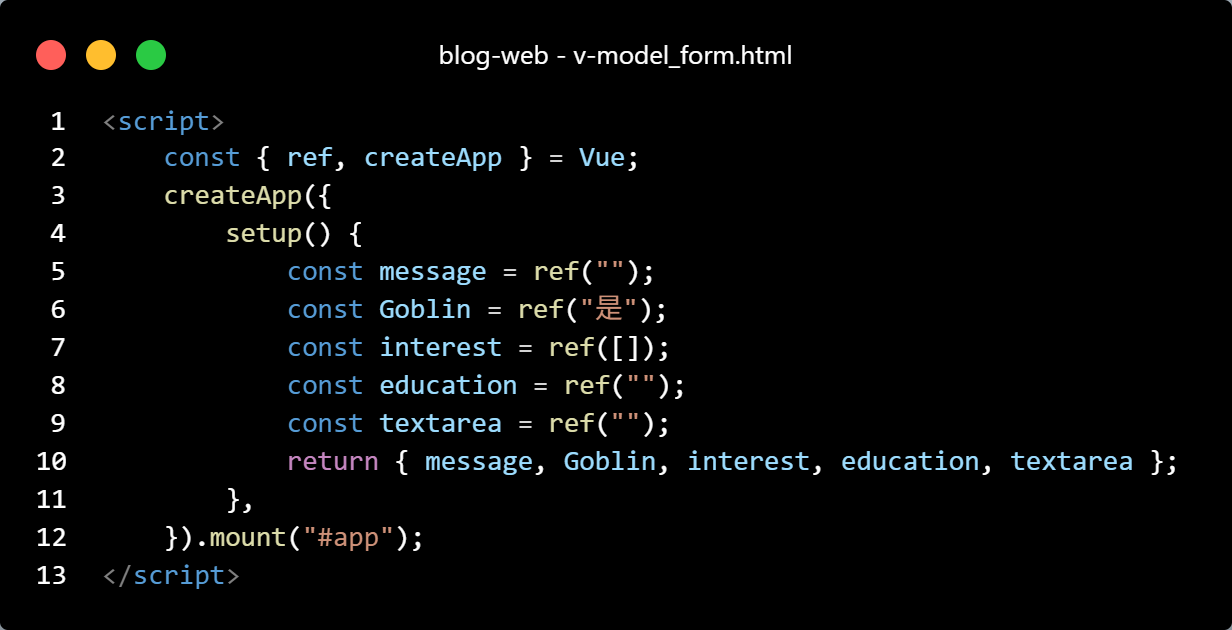 blog-web - v-model_form.html
1 <script>
2     const { ref, createApp } = Vue;
3     createApp({
4         setup() {
5             const message = ref("");
6             const Goblin = ref("是");
7             const interest = ref([]);
8             const education = ref("");
9             const textarea = ref("");
10             return { message, Goblin, interest, education, textarea };
11         },
12     }).mount("#app");
13 </script>